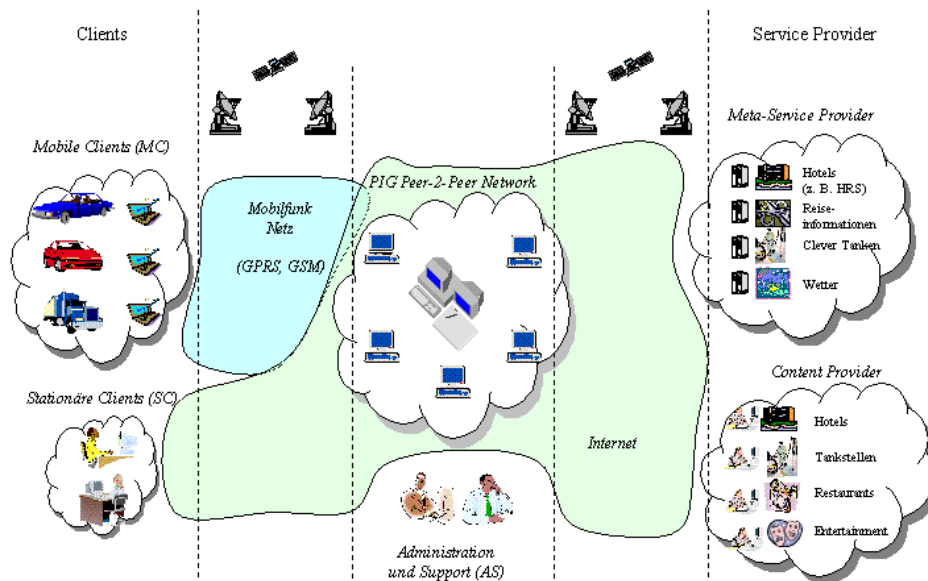 Clients
Service Provider
Mobile Clients (MC)
Meta-Service Provider
PIG Peer-2-Peer Network
Mobilfunk
Netz
(GPRS, GSM)
Hotels
(z. B. HRS)
Reise-
informationen
Clever Tanken
Wetter
Stationäre Clients (SC)
Content Provider
Internet
Hotels
Tankstellen
Restaurants
Entertainment
Administration
und Support (AS)